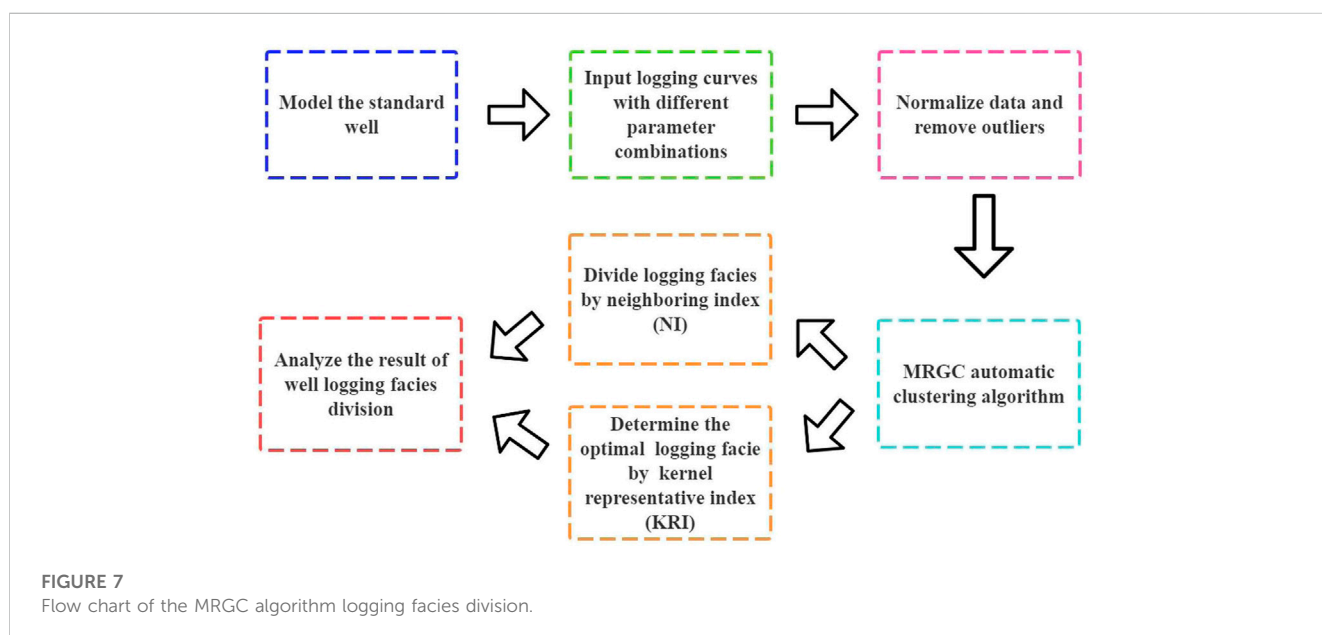 Model the standard
well
Input logging curves
with different
parameter
combinations
Normalize data and
remove outliers
Divide logging facies
by neighboring index
(NI)
Analyze the result of
well logging facies
division
MRGC automatic
clustering algorithm
Determine the
optimal logging facie
by kernel
representative index
(KRI)
FIGURE 7
Flow chart of the MRGC algorithm logging facies division.